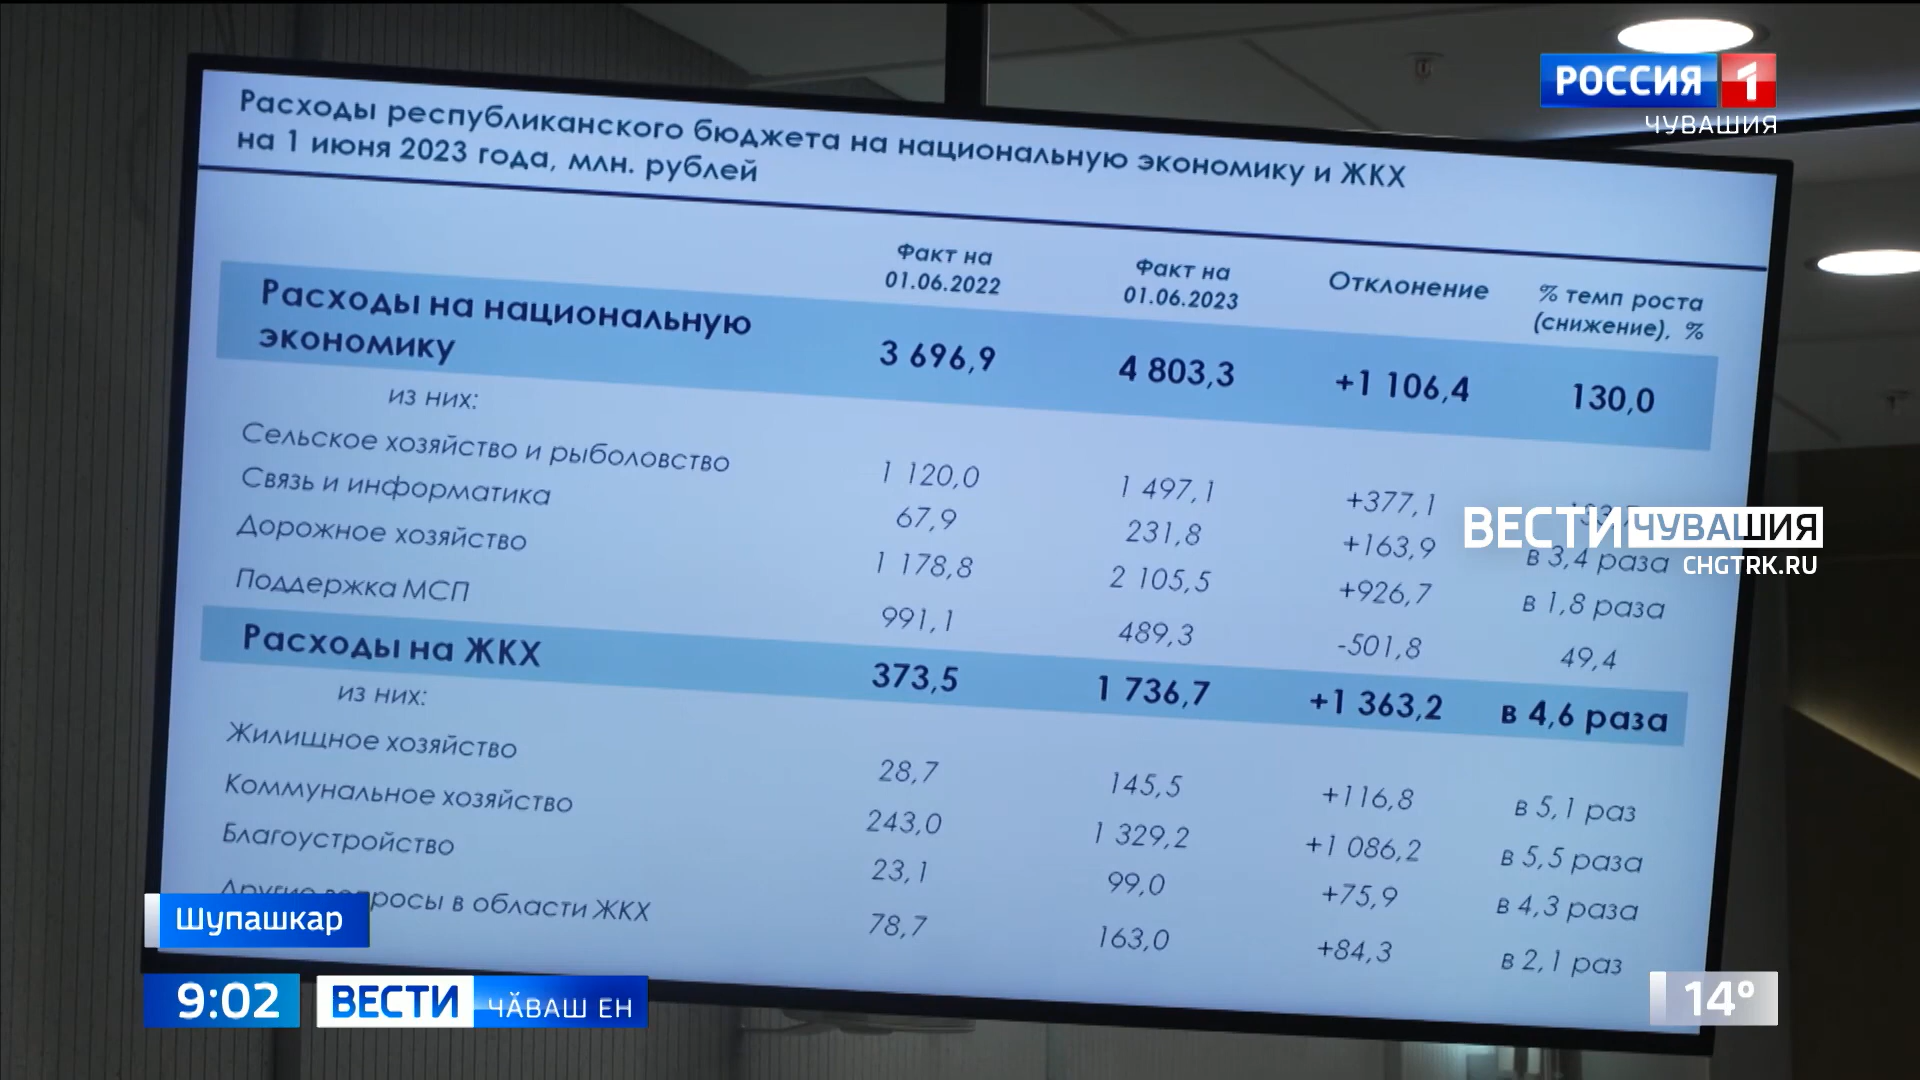 РОССИЯ 1
ЧУВАШИЯ
Расходы республиканского бюджета на национальную экономику и ЖКХ
на 1 июня 2023 года, млн. рублей
Факт на
01.06.2022
Факт на
01.06.2023
Отклонение
% темп роста
(снижение), %
Расходы на национальную
экономику
3 696,9 4 803,3 +1 106,4 130,0
из них:
Сельское хозяйство и рыболовство 1 120,0 1 497,1 +377,1
Связь и информатика 67,9 231,8 +163,9 в 3,4 раза
Дорожное хозяйство 1 178,8 2 105,5 +926,7 в 1,8 раза
Поддержка МСП 991,1 489,3 -501,8 49,4
Расходы на ЖКХ 373,5 1 736,7 +1 363,2 в 4,6 раза
из них:
Жилищное хозяйство 28,7 145,5 +116,8 в 5,1 раз
Коммунальное хозяйство 243,0 1 329,2 +1 086,2 в 5,5 раза
Благоустройство 23,1 99,0 +75,9 в 4,3 раза
Другие вопросы в области ЖКХ 78,7 163,0 +84,3 в 2,1 раз
ВЕСТИ ЧУВАШИЯ
CHGTRK.RU
Шупашкар
9:02 ВЕСТИ ЧӐВАШ ЕН
14°